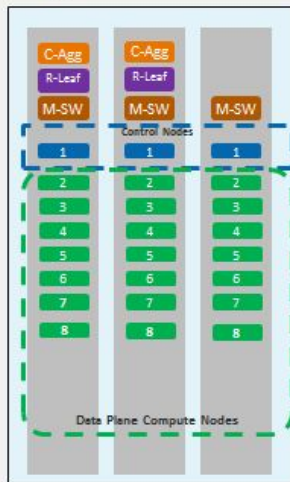 C-Agg C-Agg
R-Leaf R-Leaf
M-SW M-SW M-SW
Control Nodes
1 1 1
2 2 2
3 3 3
4 4 4
5 5 5
6 6 6
7 7 7
8 8 8
Data Plane Compute Nodes